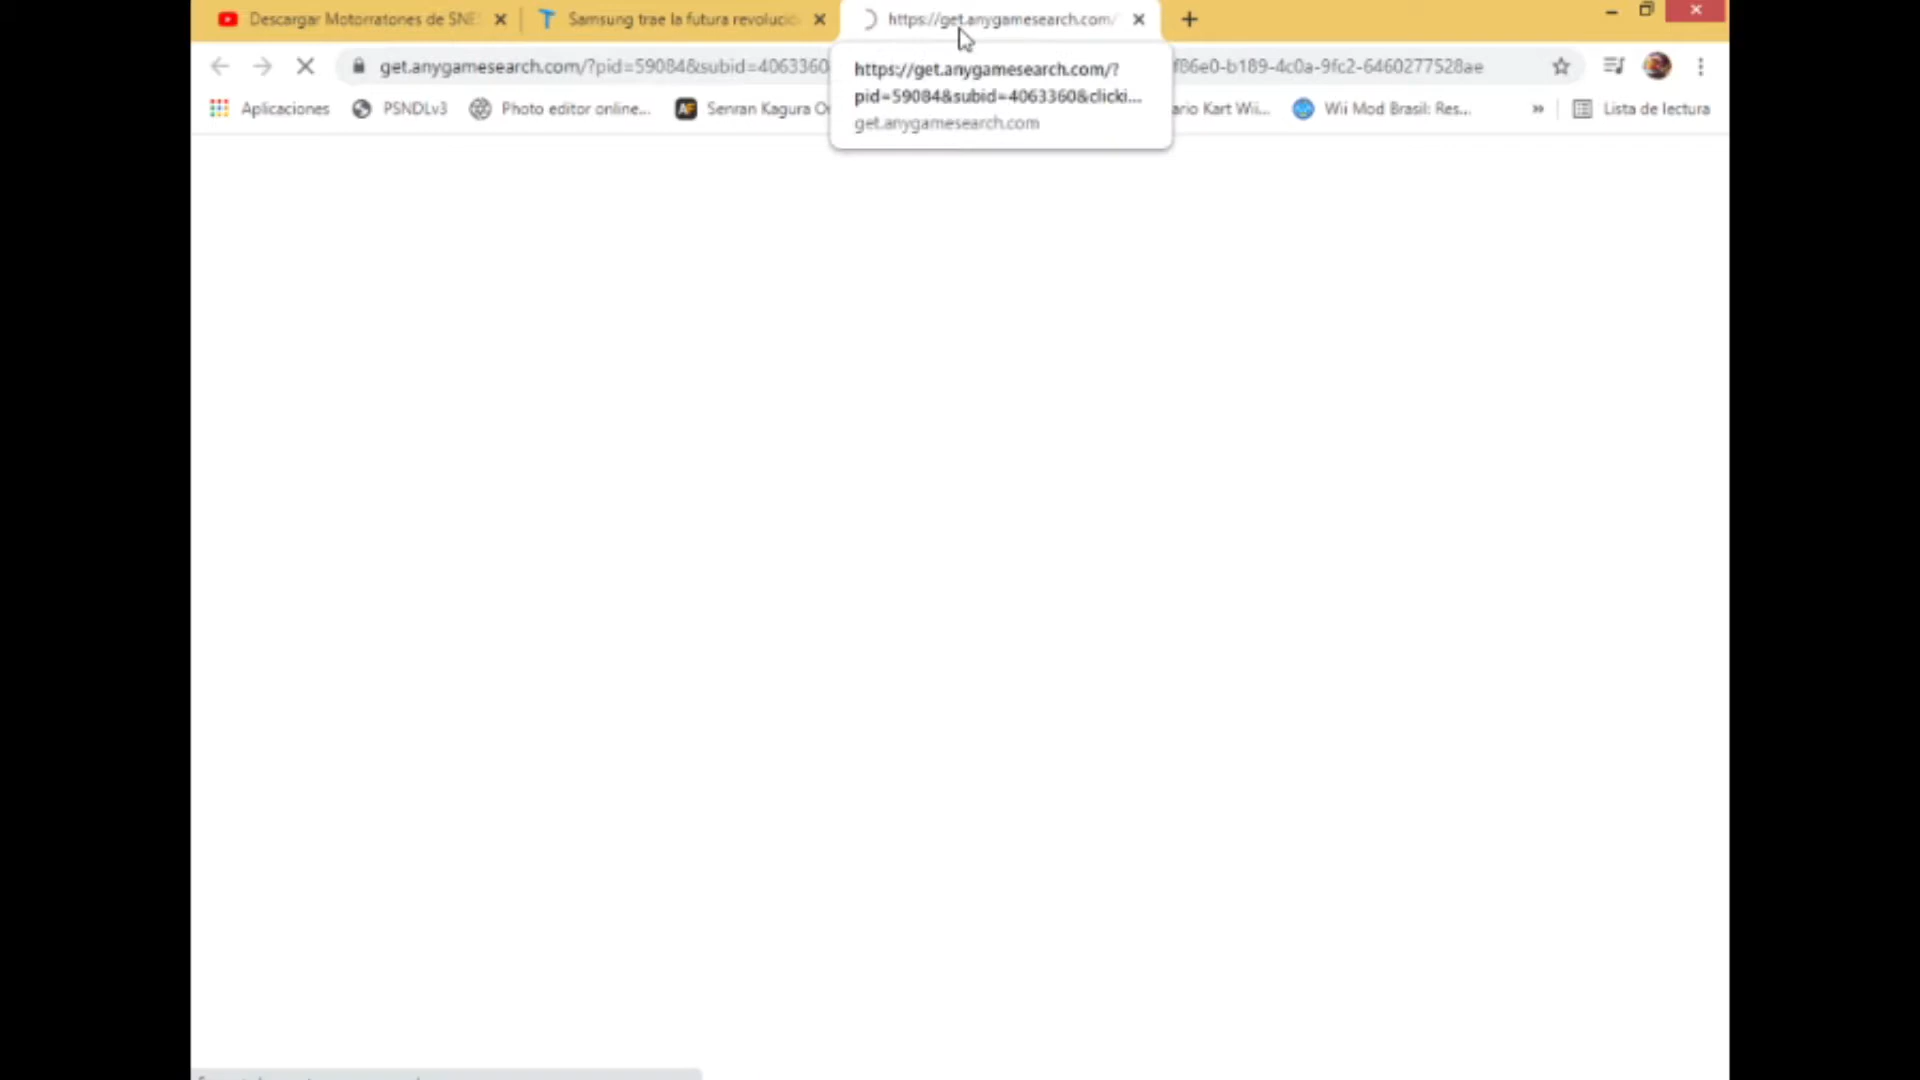 Descargar Motorratones de SNE
Samsung trae la futura revoluci
https://get.anygamesearch.com/
get.anygamesearch.com/?pid=59084&subid=4063360
f86e0-b189-4c0a-9fc2-6460277528ae
https://get.anygamesearch.com/?
pid=59084&subid=4063360&clicki...
get.anygamesearch.com
Aplicaciones
PSNDLv3
Photo editor online...
AF
Senran Kagura O
ario Kart Wii...
Wii Mod Brasil: Res...
»
Lista de lectura